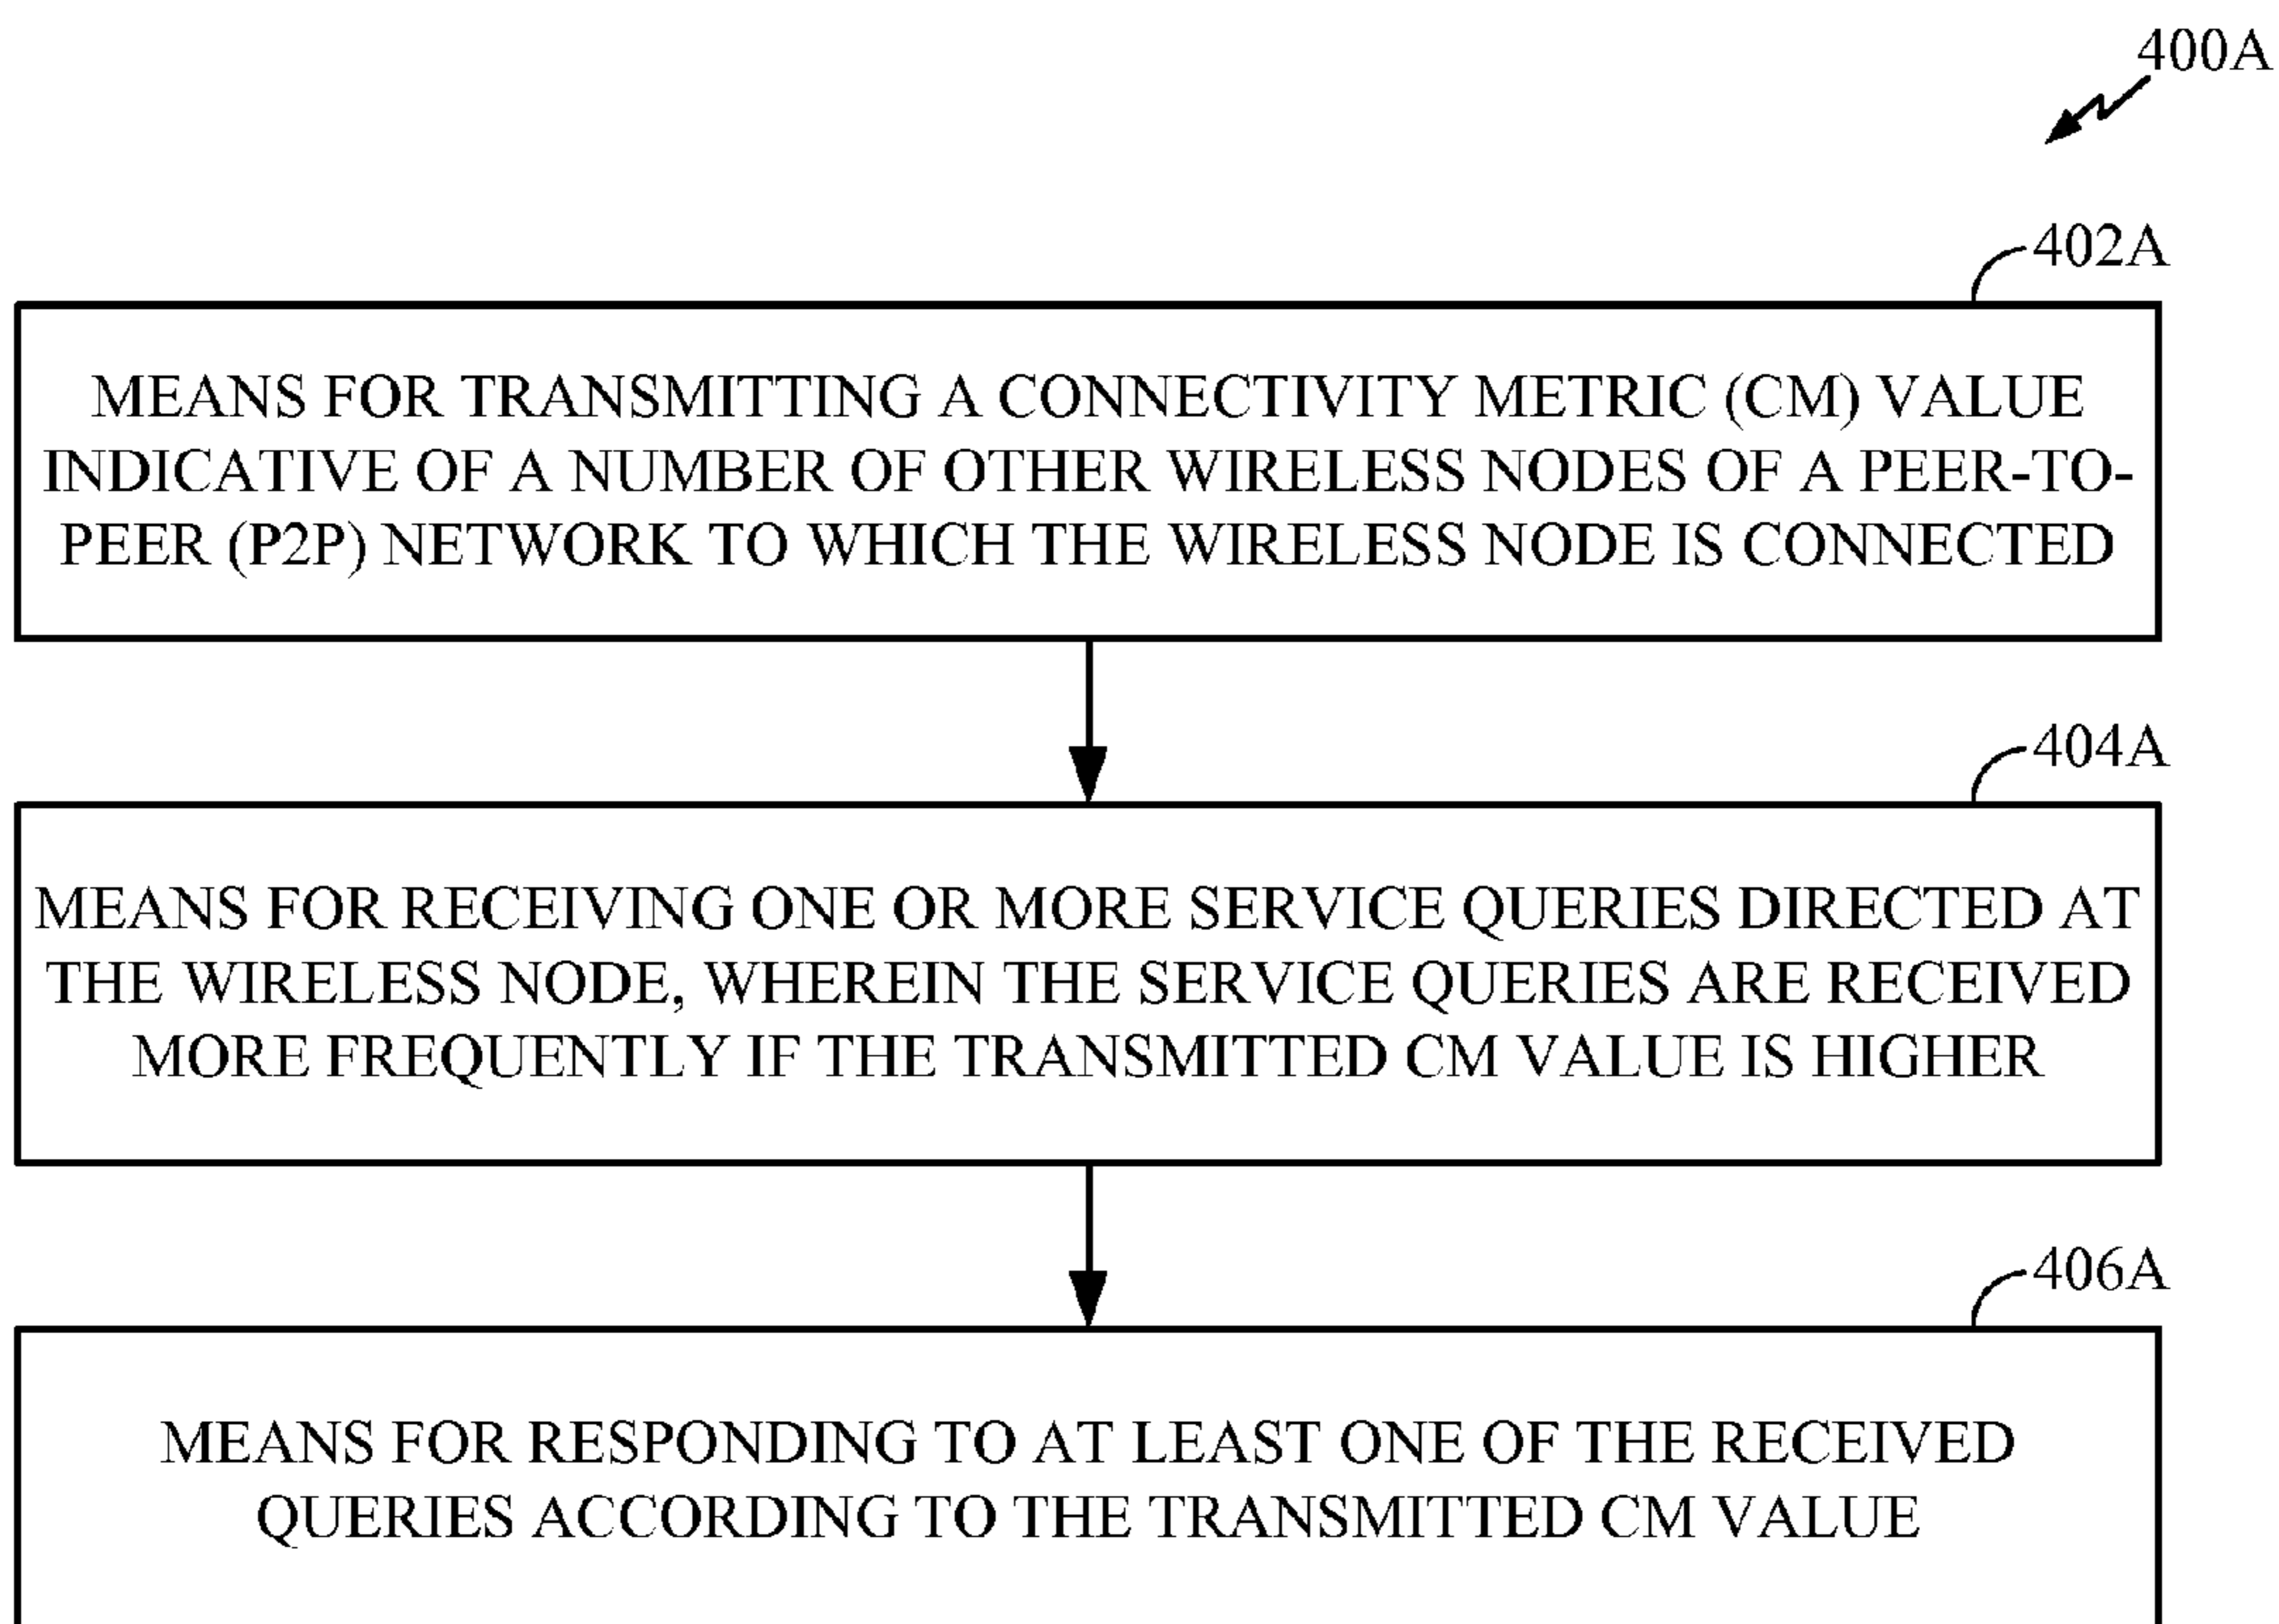 400A
402A
MEANS FOR TRANSMITTING A CONNECTIVITY METRIC (CM) VALUE
INDICATIVE OF A NUMBER OF OTHER WIRELESS NODES OF A PEER-TO-
PEER (P2P) NETWORK TO WHICH THE WIRELESS NODE IS CONNECTED
404A
MEANS FOR RECEIVING ONE OR MORE SERVICE QUERIES DIRECTED AT
THE WIRELESS NODE, WHEREIN THE SERVICE QUERIES ARE RECEIVED
MORE FREQUENTLY IF THE TRANSMITTED CM VALUE IS HIGHER
406A
MEANS FOR RESPONDING TO AT LEAST ONE OF THE RECEIVED
QUERIES ACCORDING TO THE TRANSMITTED CM VALUE